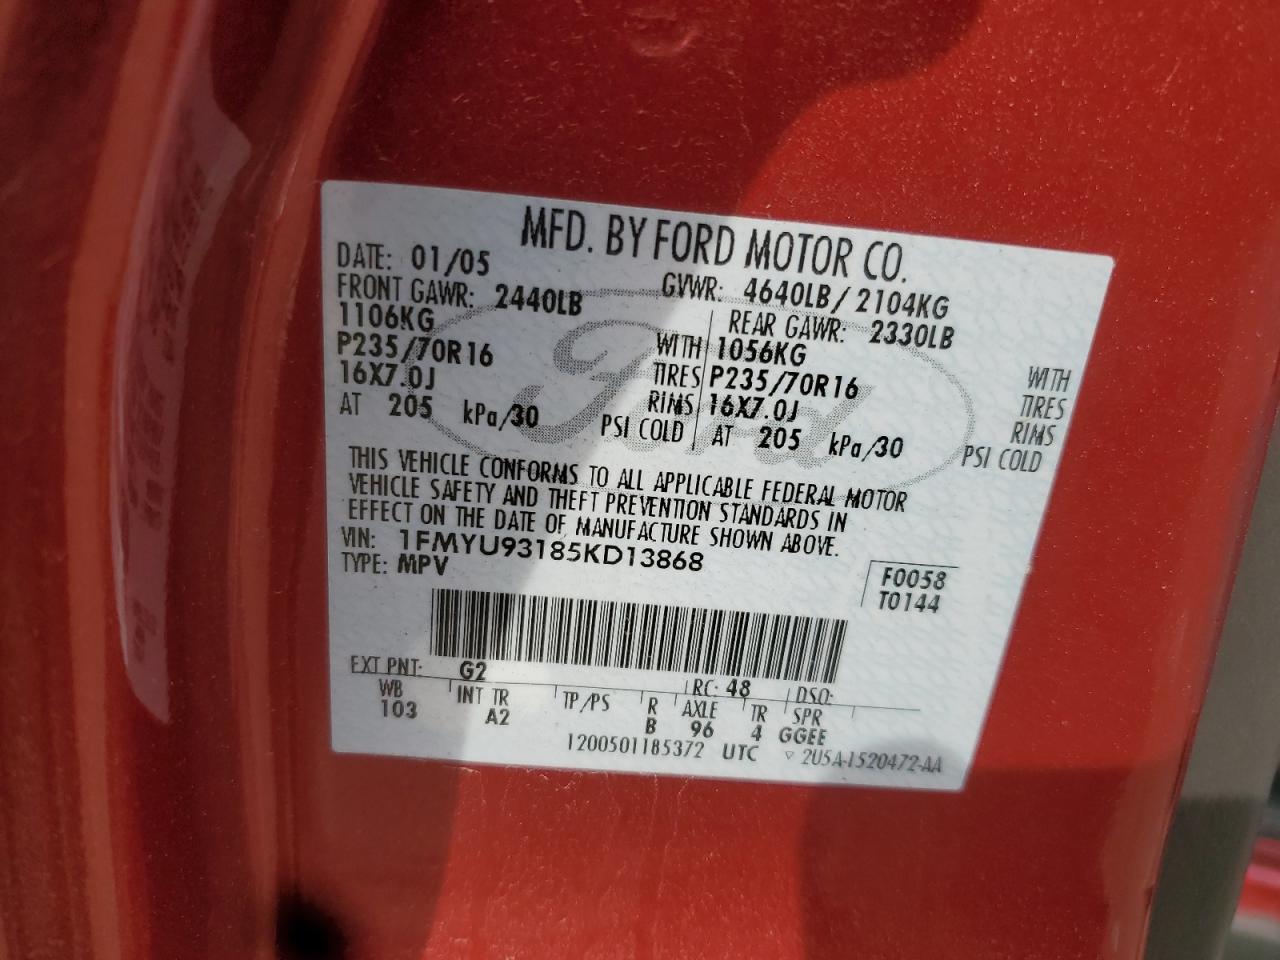 MFD. BY FORD MOTOR CO.
DATE: 01/05 GVWR: 4640LB/ 2104KG
FRONT GAWR: 2440LB REAR GAWR: 2330LB
1106KG WITH 1056KG WITH
P235/70R16 TIRES P235/70R16 TIRES
16X7.0J RIMS 16X7.0J RIMS
AT 205 kPa/30 PSI COLD AT 205 kPa/30 PSI COLD
Ford
THIS VEHICLE CONFORMS TO ALL APPLICABLE FEDERAL MOTOR
VEHICLE SAFETY AND THEFT PREVENTION STANDARDS IN
EFFECT ON THE DATE OF MANUFACTURE SHOWN ABOVE.
VIN: 1FMYU93185KD13868
TYPE: MPV
F0058
T0144
EXT PNT: G2 RC: 48 DSO:
WB INT TR TP/PS R AXLE TR SPR
103 A2 B 96 4 GGEE
1200501185372 UTC ▽ 2U5A-1520472-AA